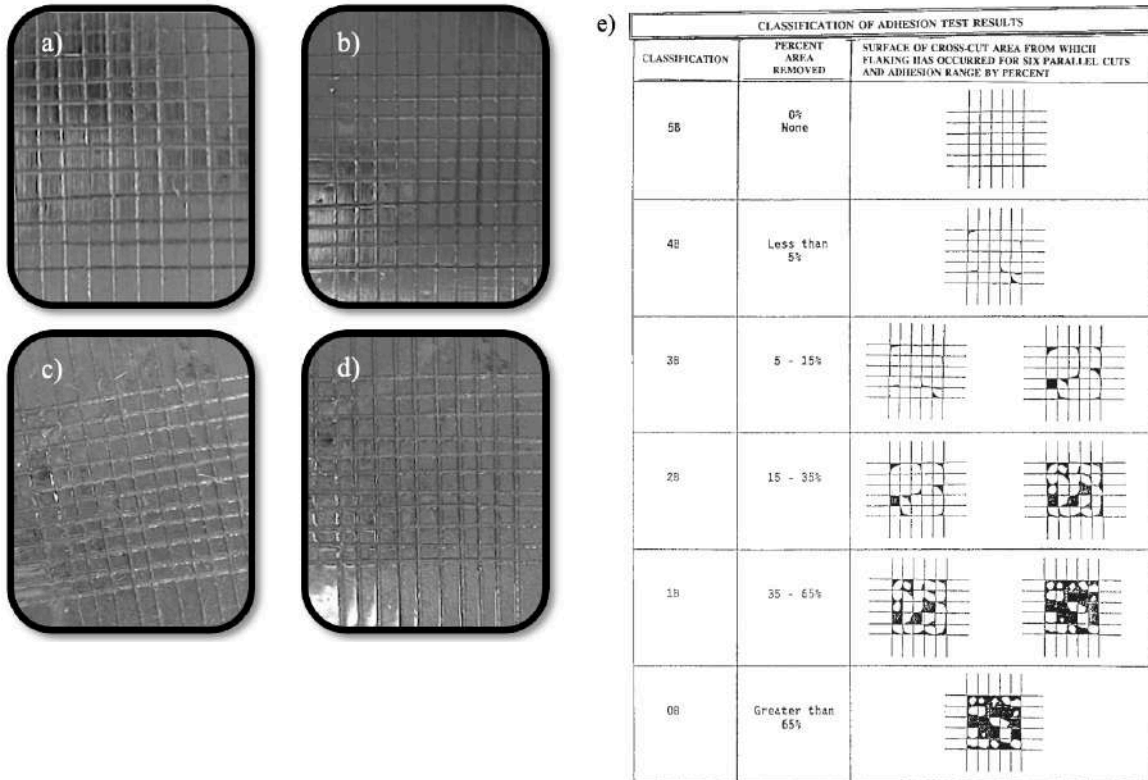 a)
b)
c)
d)
e)
CLASSIFICATION OF ADHESION TEST RESULTS
CLASSIFICATION
PERCENT
AREA
REMOVED
SURFACE OF CROSS-CUT AREA FROM WHICH
FLAKING HAS OCCURRED FOR SIX PARALLEL CUTS
AND ADHESION RANGE BY PERCENT
5B
0%
None
4B
Less than
5%
3B
5 - 15%
2B
15 - 35%
1B
35 - 65%
0B
Greater than
65%